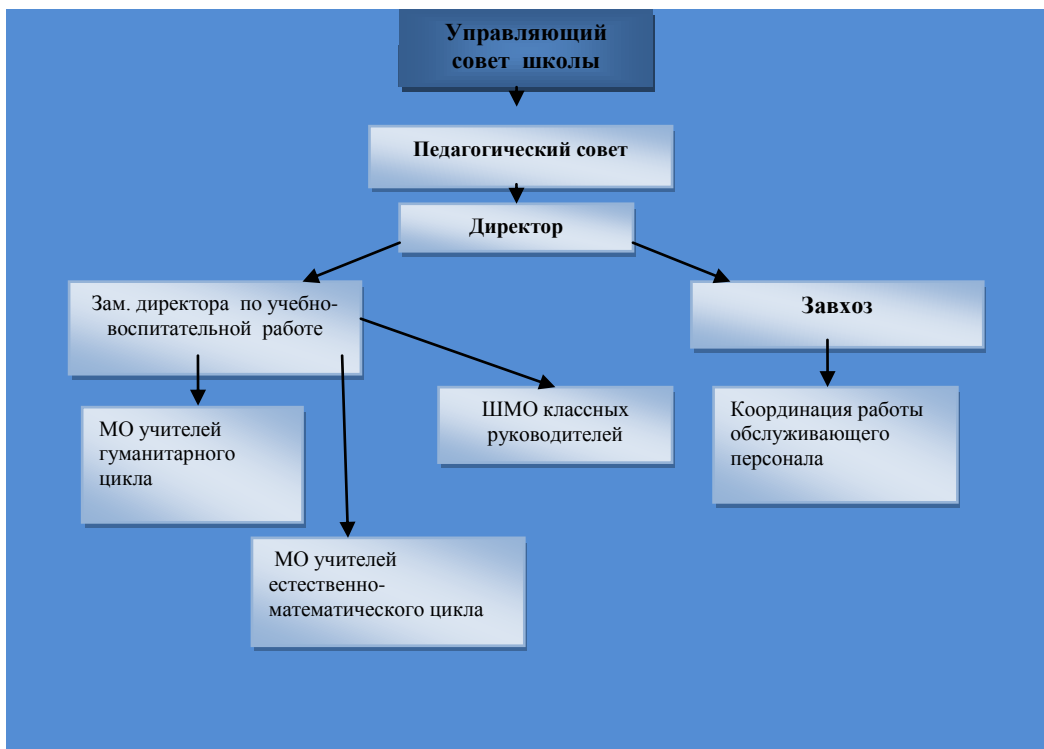 Управляющий
совет школы
Педагогический совет
Директор
Зам. директора по учебно-
воспитательной работе
Завхоз
МО учителей
гуманитарного
цикла
ШМО классных
руководителей
Координация работы
обслуживающего
персонала
МО учителей
естественно-
математического цикла